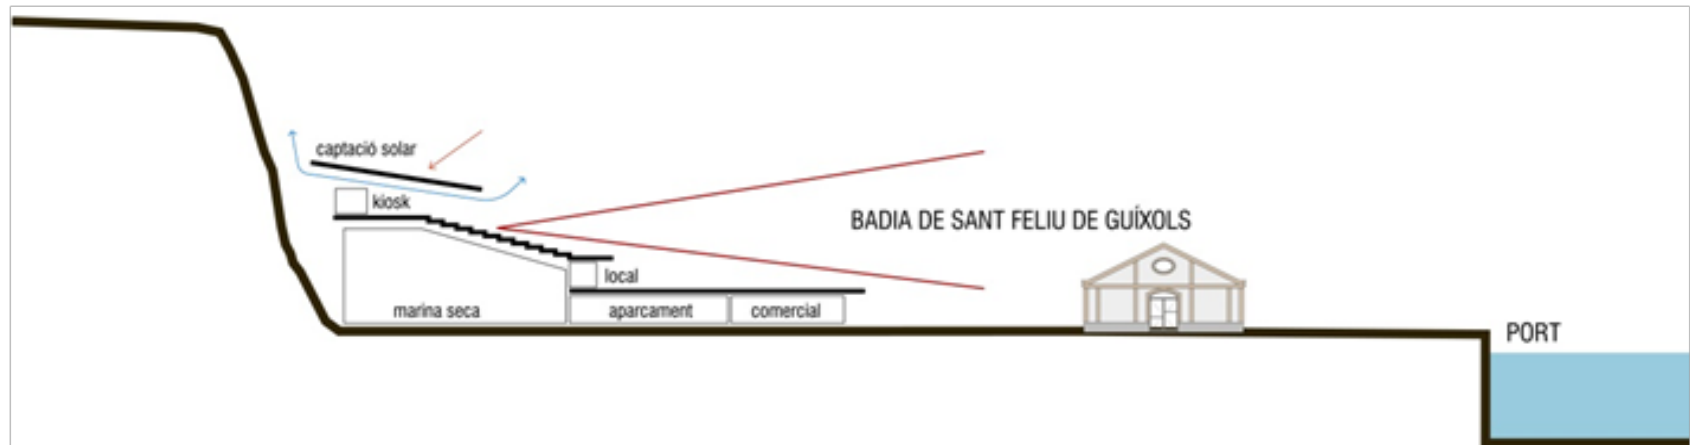 captació solar
kiosk
BADIA DE SANT FELIU DE GUÍXOLS
local
marina seca
aparcament
comercial
PORT